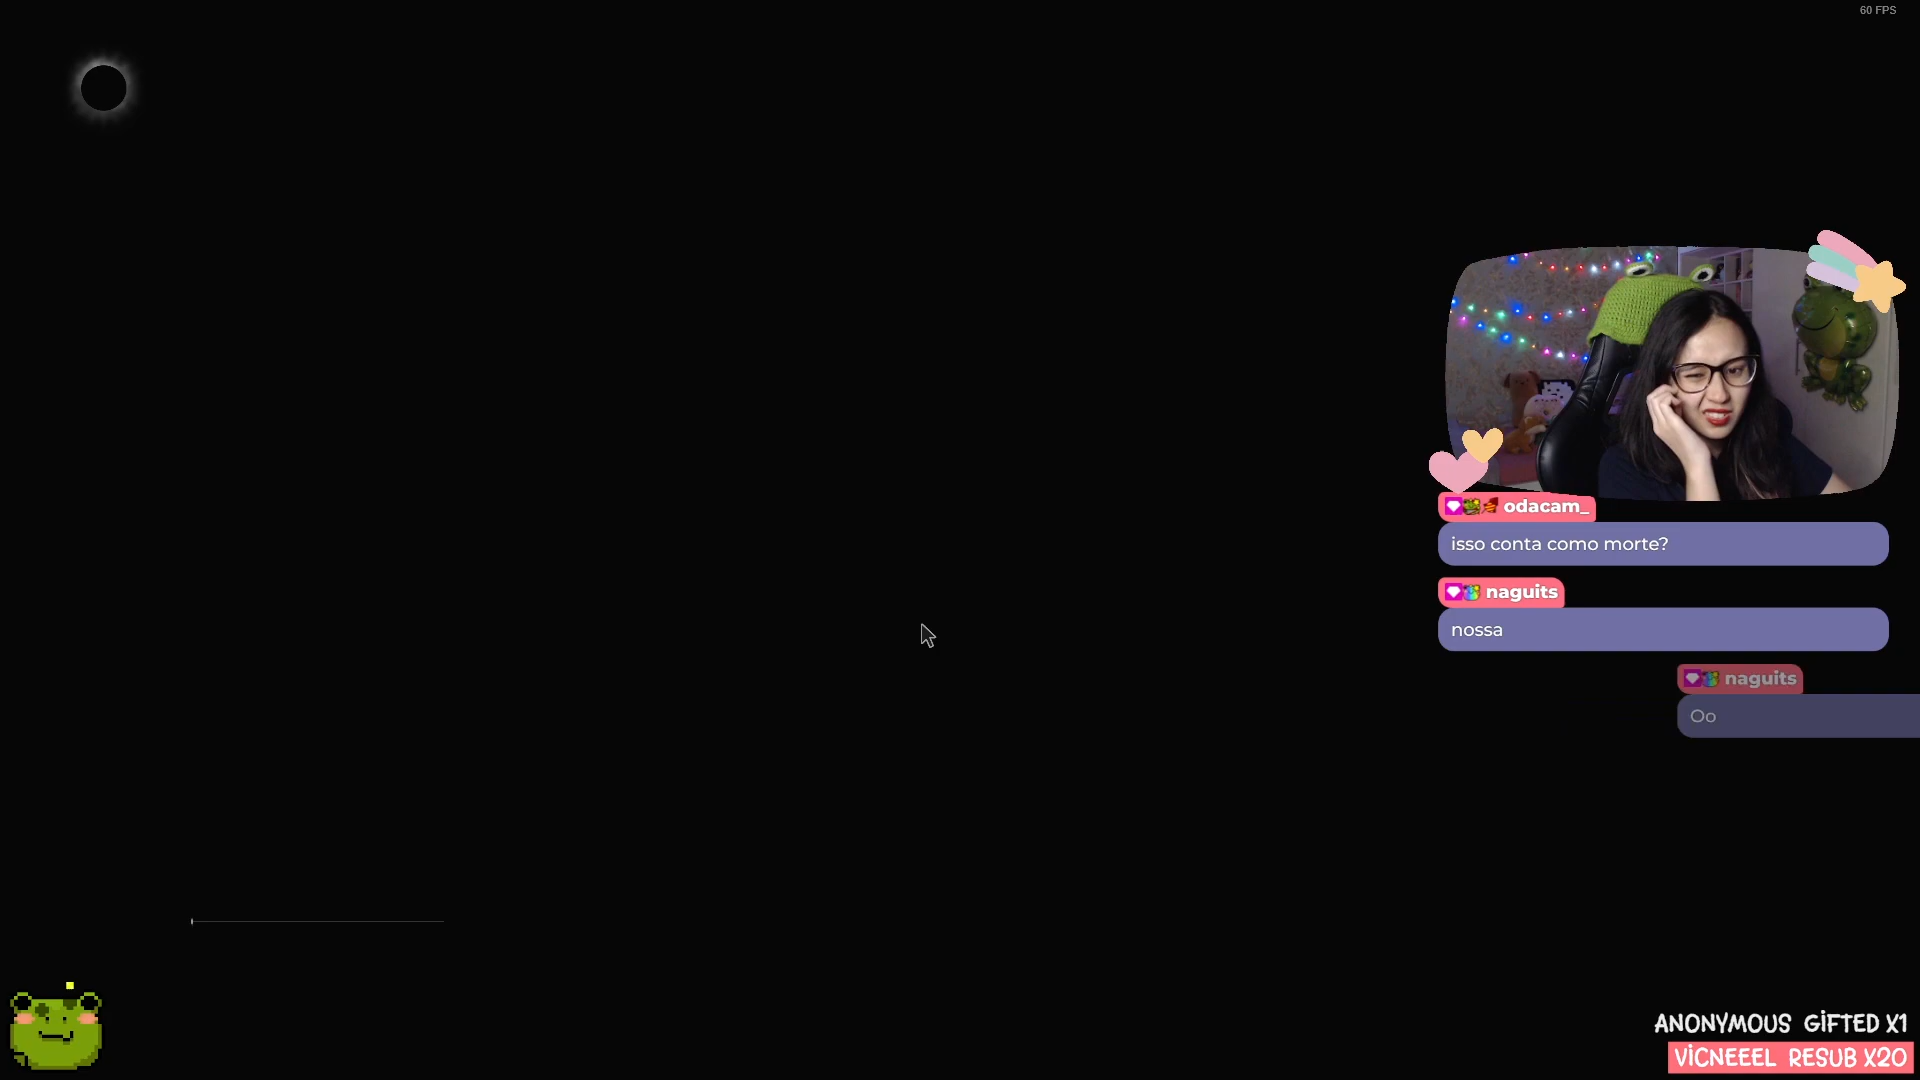 60 FPS
odacam_
isso conta como morte?
naguits
nossa
naguits
Oo
ANONYMOUS GIFTED X1
VICNEEEL RESUB X20